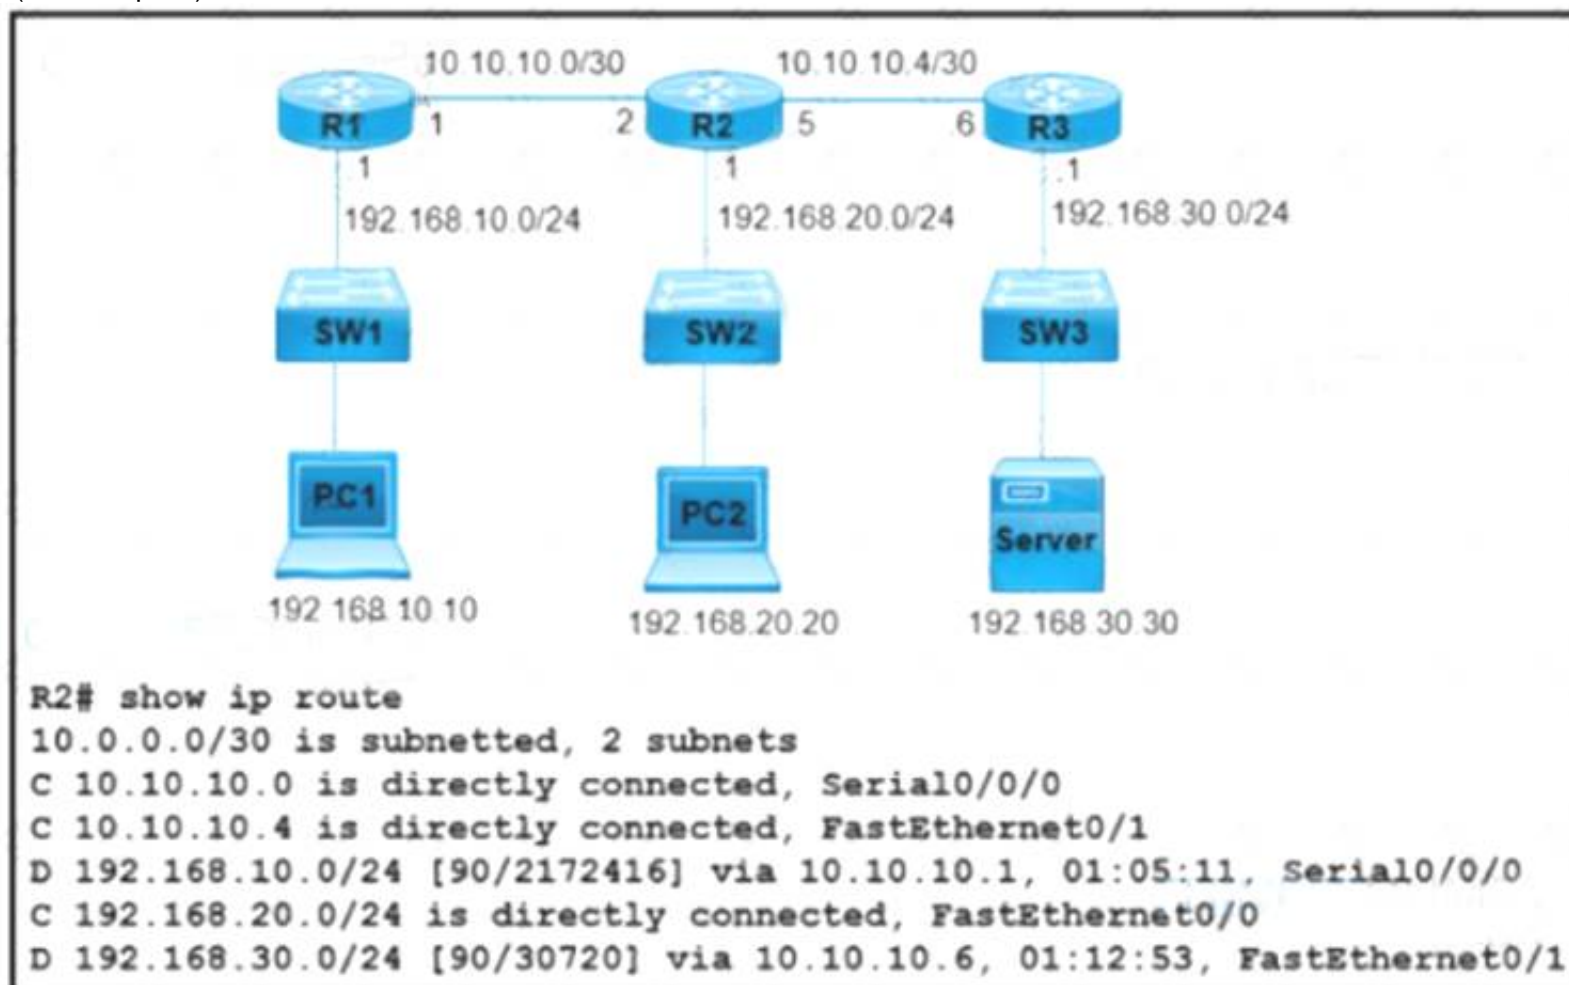 10.10.10.0/30 10.10.10.4/30
R1 1 2 R2 5 6 R3
.1 .1 .1
192.168.10.0/24 192.168.20.0/24 192.168.30.0/24
SW1 SW2 SW3
PC1 PC2 Server
192.168.10.10 192.168.20.20 192.168.30.30
R2# show ip route
10.0.0.0/30 is subnetted, 2 subnets
C 10.10.10.0 is directly connected, Serial0/0/0
C 10.10.10.4 is directly connected, FastEthernet0/1
D 192.168.10.0/24 [90/2172416] via 10.10.10.1, 01:05:11, Serial0/0/0
C 192.168.20.0/24 is directly connected, FastEthernet0/0
D 192.168.30.0/24 [90/30720] via 10.10.10.6, 01:12:53, FastEthernet0/1